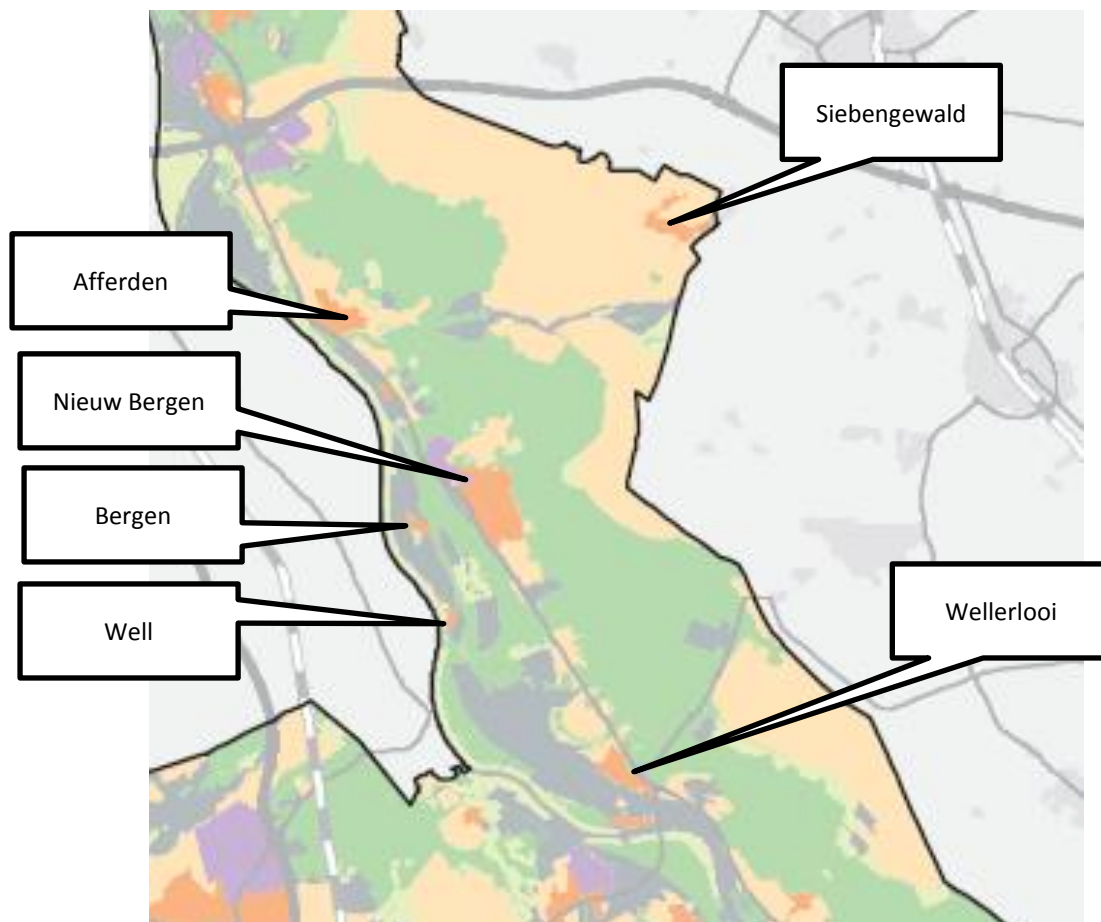 Siebengewald
Afferden
Nieuw Bergen
Bergen
Well
Wellerlooi